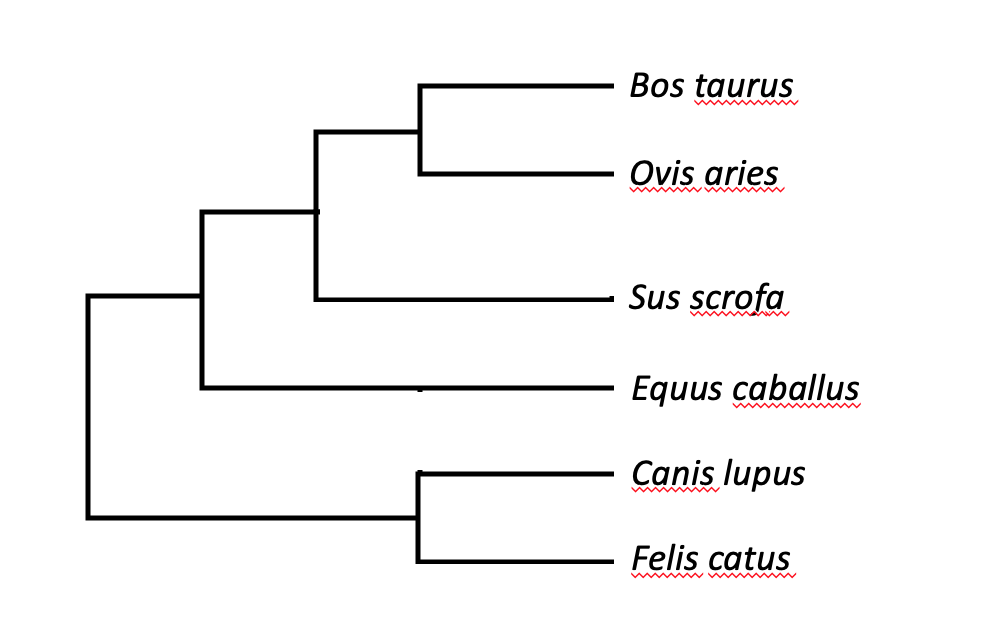 Bos taurus
Ovis aries
Sus scrofa
Equus caballus
Canis lupus
Felis catus